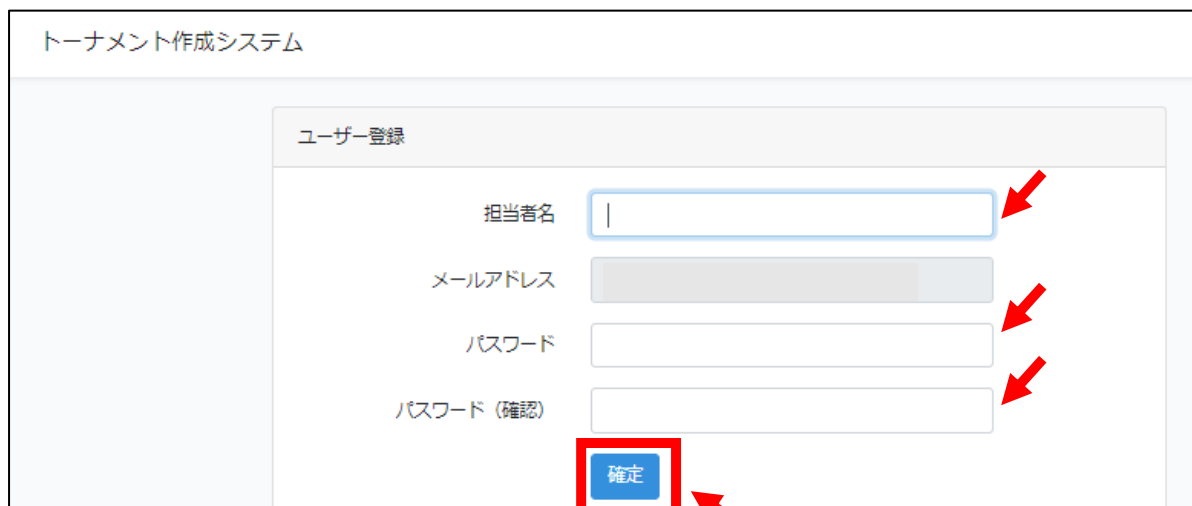 トーナメント作成システム
ユーザー登録
担当者名
メールアドレス
パスワード
パスワード（確認）
確定